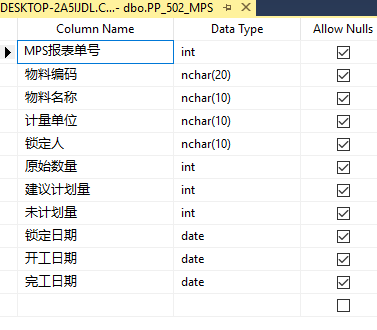 DESKTOP-2A5IJDL.C...- dbo.PP_502_MPS
Column Name Data Type Allow Nulls
MPS报表单号 int
物料编码 nchar(20)
物料名称 nchar(10)
计量单位 nchar(10)
锁定人 nchar(10)
原始数量 int
建议计划量 int
未计划量 int
锁定日期 date
开工日期 date
完工日期 date